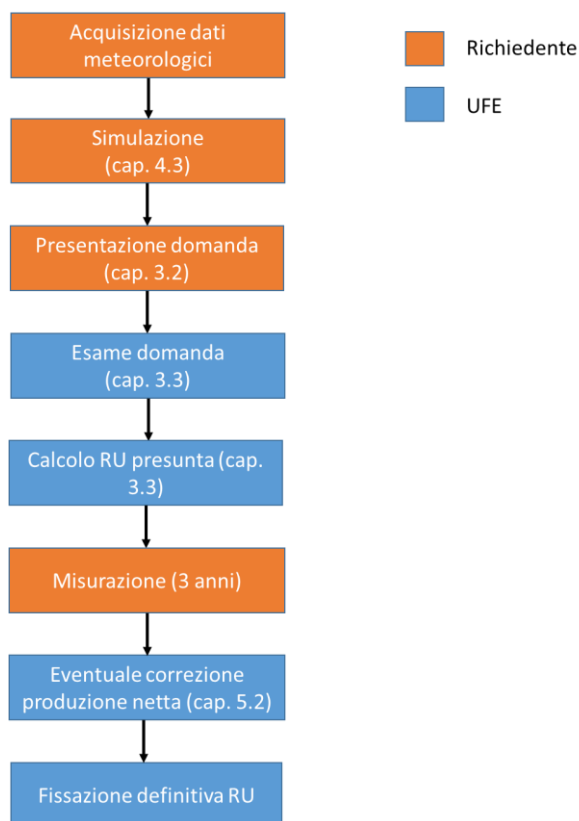 Acquisizione dati
meteorologici
Richiedente
UFE
Simulazione
(cap. 4.3)
Presentazione domanda
(cap. 3.2)
Esame domanda
(cap. 3.3)
Calcolo RU presunta (cap.
3.3)
Misurazione (3 anni)
Eventuale correzione
produzione netta (cap. 5.2)
Fissazione definitiva RU